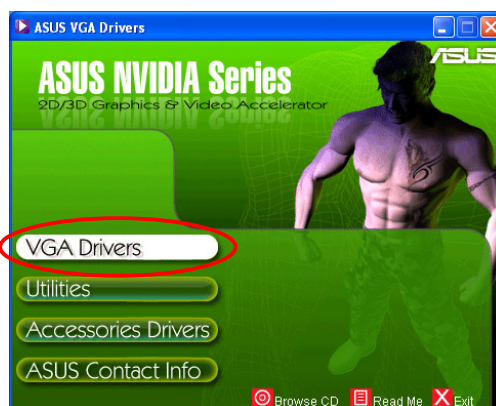 ASUS VGA Drivers
ASUS
ASUS NVIDIA Series
2D/3D Graphics & Video Accelerator
VGA Drivers
Utilities
Accessories Drivers
ASUS Contact Info
Browse CD Read Me Exit